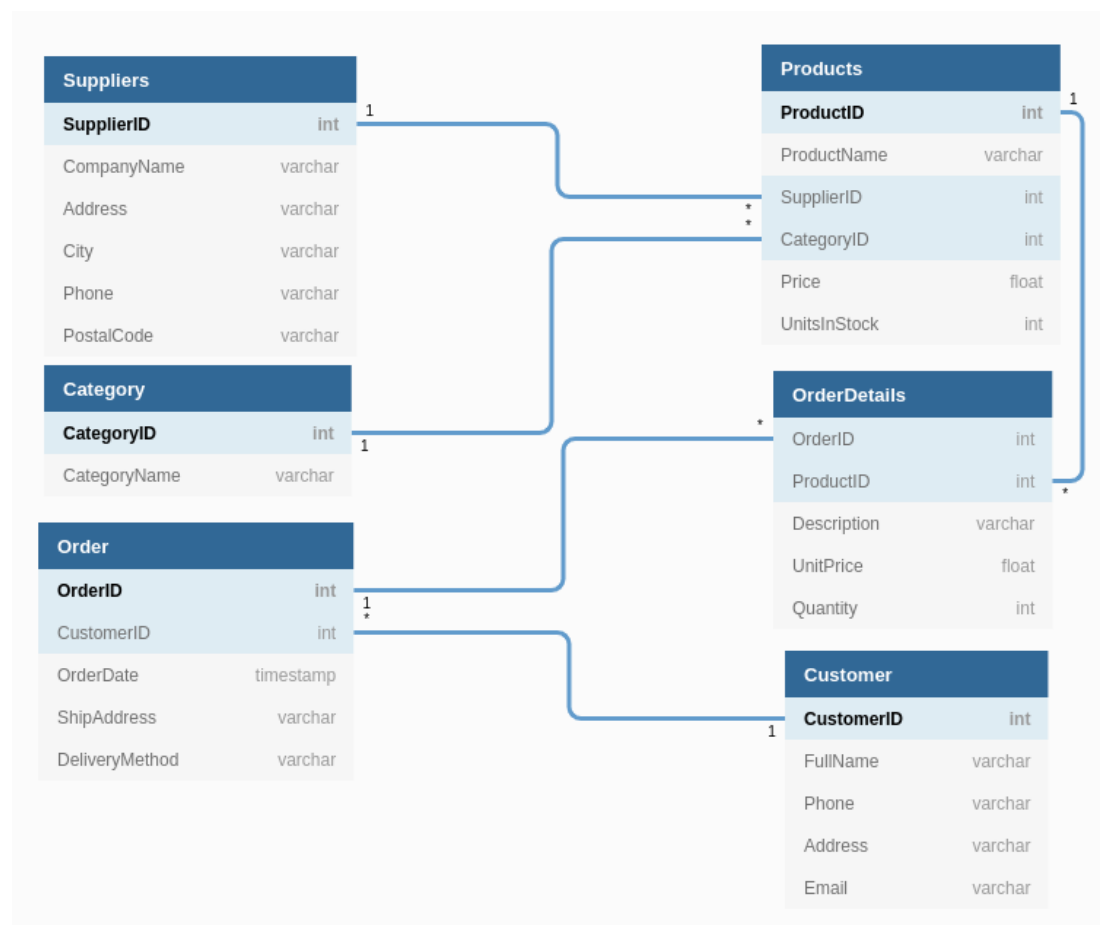 Suppliers
SupplierID int
CompanyName varchar
Address varchar
City varchar
Phone varchar
PostalCode varchar
1
Category
CategoryID int
CategoryName varchar
1
Order
OrderID int
CustomerID int
OrderDate timestamp
ShipAddress varchar
DeliveryMethod varchar
1
*
Products
ProductID int
ProductName varchar
SupplierID int
CategoryID int
Price float
UnitsInStock int
1
*
*
OrderDetails
OrderID int
ProductID int
Description varchar
UnitPrice float
Quantity int
*
*
Customer
CustomerID int
FullName varchar
Phone varchar
Address varchar
Email varchar
1